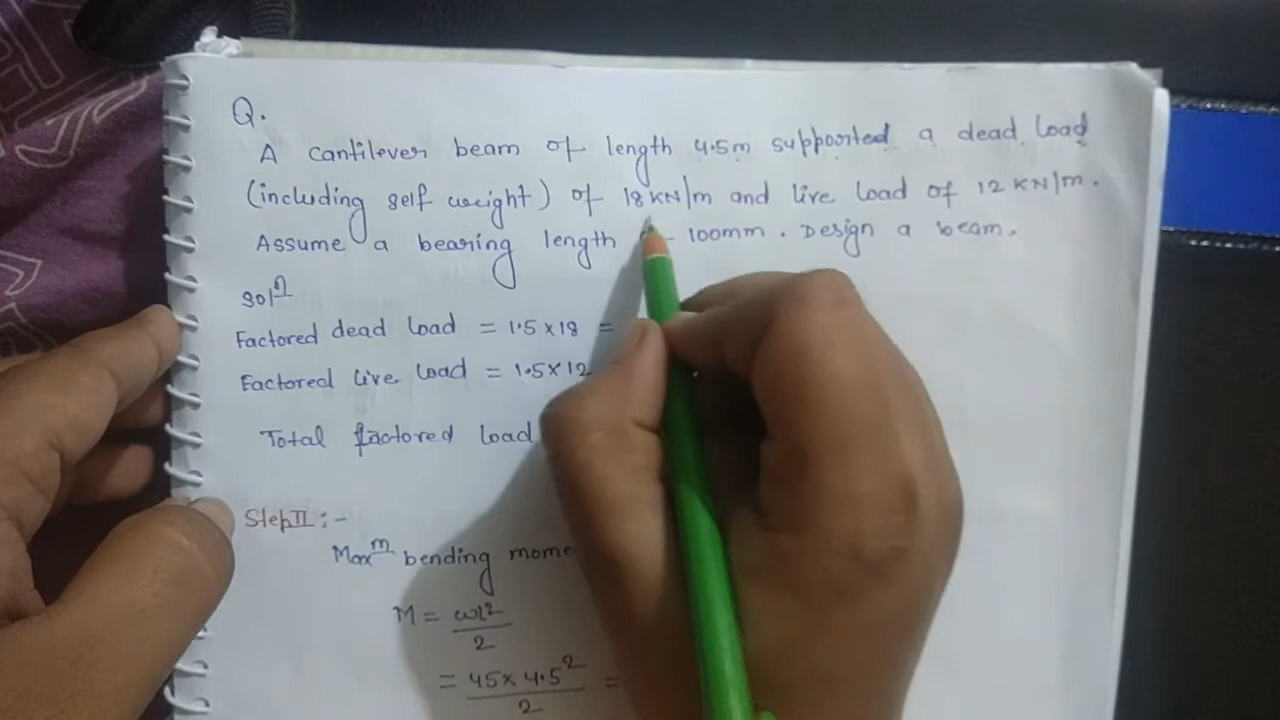 Q.
A cantilever beam of length 4.5m supported a dead load
(including self weight) of 18 KN/m and live load of 12 KN/m.
Assume a bearing length 100mm. Design a beam.
Solⁿ
Factored dead load = 1.5 x 18 =
Factored live load = 1.5 x 12
Total factored load
Step II :-
Maxᵐ bending mome
M = ωl²/2
= 45 x 4.5²/2 =